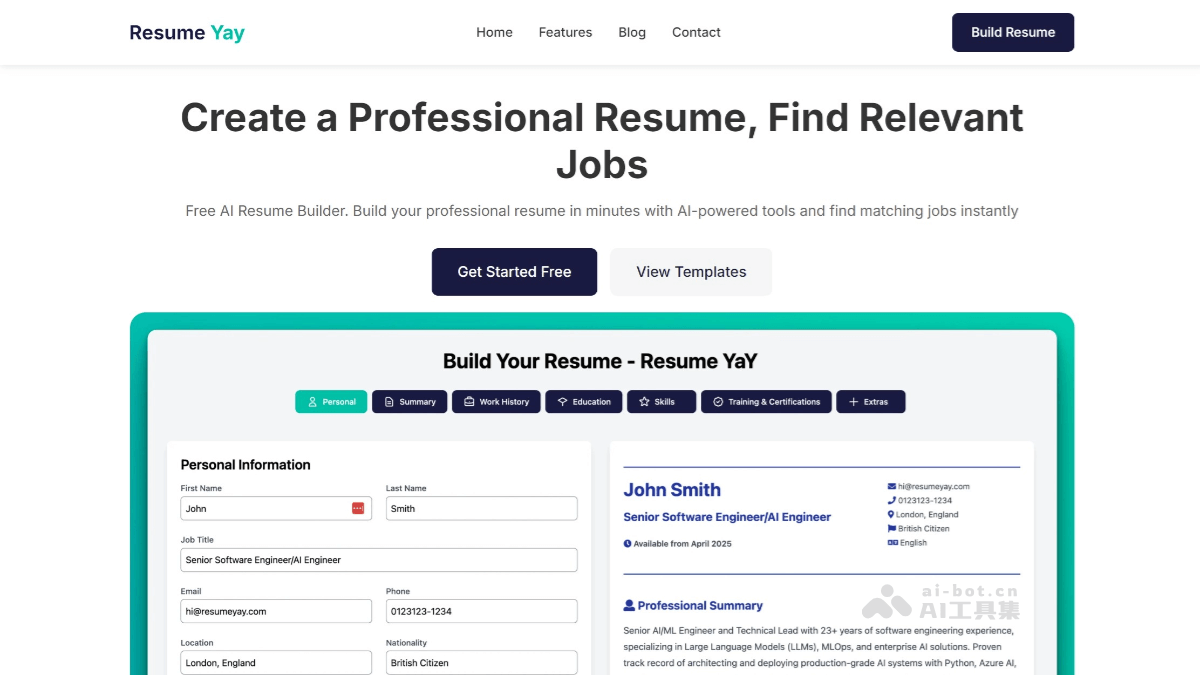 Resume Yay
Home
Features
Blog
Contact
Build Resume
Create a Professional Resume, Find Relevant
Jobs
Free AI Resume Builder. Build your professional resume in minutes with AI-powered tools and find matching jobs instantly
Get Started Free
View Templates
Build Your Resume - Resume YaY
Personal
Summary
Work History
Education
Skills
Training & Certifications
Extras
Personal Information
First Name
Last Name
John
Smith
Job Title
Senior Software Engineer/AI Engineer
Email
Phone
hi@resumeyay.com
0123123-1234
Location
Nationality
London, England
British Citizen
John Smith
Senior Software Engineer/AI Engineer
Available from April 2025
hi@resumeyay.com
0123123-1234
London, England
British Citizen
English
Professional Summary
Senior AI/ML Engineer and Technical Lead with 23+ years of software engineering experience,
specializing in Large Language Models (LLMs), MLOps, and enterprise AI solutions. Proven
track record of architecting and deploying production-grade AI systems with Python, Azure AI,
ai-bot.cn
AI工具集